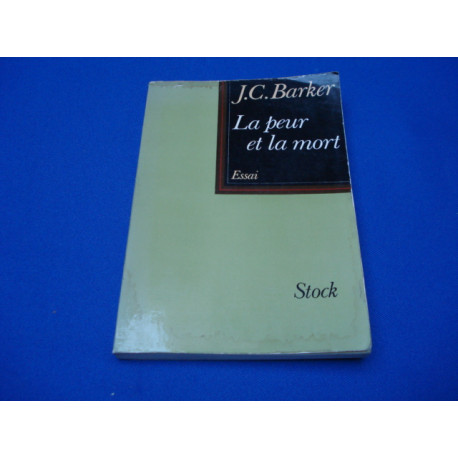 J.C. Barker
La peur
et la mort
Essai
Stock